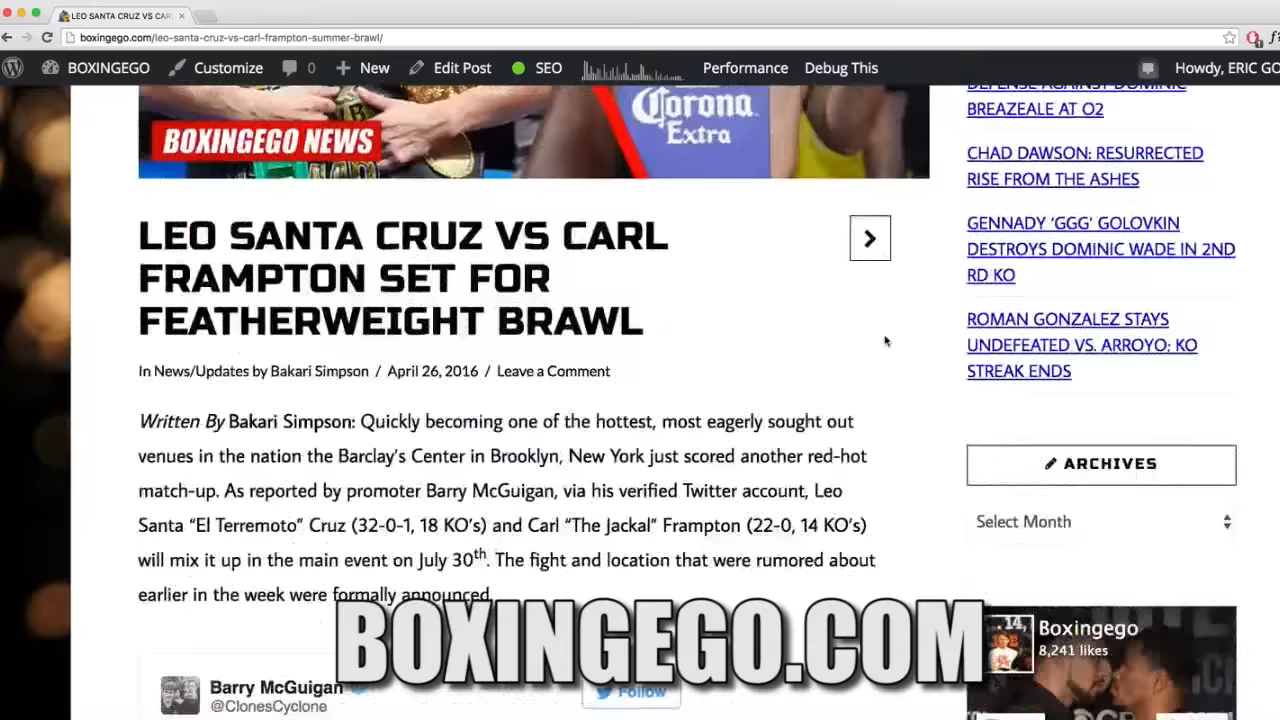 LEO SANTA CRUZ VS CAR
boxingego.com/leo-santa-cruz-vs-carl-frampton-summer-brawl/
BOXINGEGO Customize 0 New Edit Post SEO Performance Debug This Howdy, ERIC GO
Corona
Extra
BOXINGEGO NEWS
LEO SANTA CRUZ VS CARL
FRAMPTON SET FOR
FEATHERWEIGHT BRAWL
In News/Updates by Bakari Simpson / April 26, 2016 / Leave a Comment
Written By Bakari Simpson: Quickly becoming one of the hottest, most eagerly sought out
venues in the nation the Barclay’s Center in Brooklyn, New York just scored another red-hot
match-up. As reported by promoter Barry McGuigan, via his verified Twitter account, Leo
Santa “El Terremoto” Cruz (32-0-1, 18 KO’s) and Carl “The Jackal” Frampton (22-0, 14 KO’s)
will mix it up in the main event on July 30th. The fight and location that were rumored about
earlier in the week were formally announced.
Barry McGuigan
@ClonesCyclone
Follow
DEFENSE AGAINST DOMINIC
BREAZEALE AT O2
CHAD DAWSON: RESURRECTED
RISE FROM THE ASHES
GENNADY ‘GGG’ GOLOVKIN
DESTROYS DOMINIC WADE IN 2ND
RD KO
ROMAN GONZALEZ STAYS
UNDEFEATED VS. ARROYO; KO
STREAK ENDS
ARCHIVES
Select Month
14,
Boxingego
8,241 likes
BOXINGEGO.COM